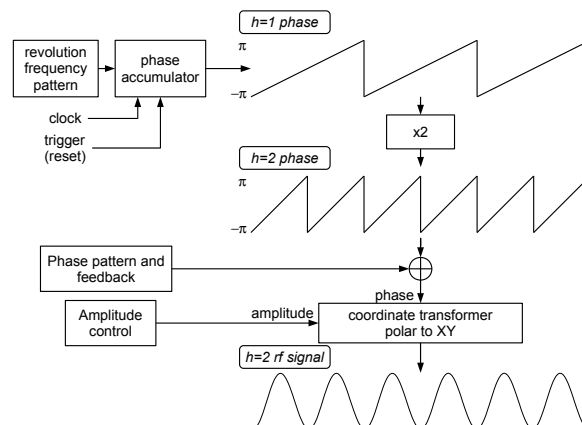 h=1 phase
revolution
frequency
pattern
phase
accumulator
π
−π
clock
trigger
(reset)
x2
h=2 phase
π
−π
Phase pattern and
feedback
phase
Amplitude
control
amplitude
coordinate transformer
polar to XY
h=2 rf signal